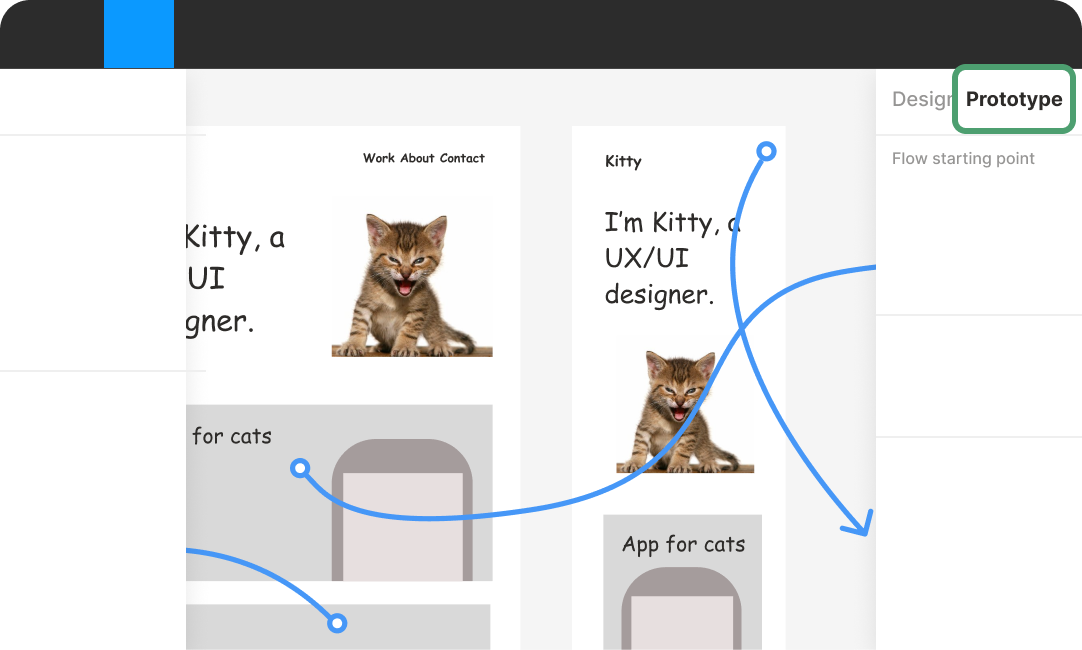 Design Prototype
Flow starting point
Work About Contact
Kitty, a
UI
gner.
for cats
Kitty
I'm Kitty, a
UX/UI
designer.
App for cats